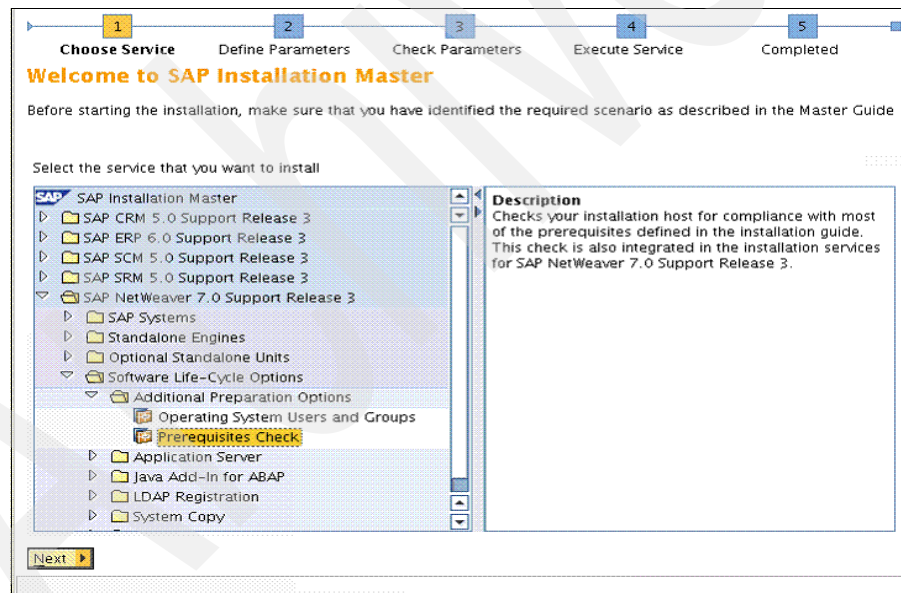 1 2 3 4 5
Choose Service Define Parameters Check Parameters Execute Service Completed
Welcome to SAP Installation Master
Before starting the installation, make sure that you have identified the required scenario as described in the Master Guide
Select the service that you want to install
SAP SAP Installation Master
SAP CRM 5.0 Support Release 3
SAP ERP 6.0 Support Release 3
SAP SCM 5.0 Support Release 3
SAP SRM 5.0 Support Release 3
SAP NetWeaver 7.0 Support Release 3
SAP Systems
Standalone Engines
Optional Standalone Units
Software Life-Cycle Options
Additional Preparation Options
Operating System Users and Groups
Prerequisites Check
Application Server
Java Add-In for ABAP
LDAP Registration
System Copy
Description
Checks your installation host for compliance with most
of the prerequisites defined in the installation guide.
This check is also integrated in the installation services
for SAP NetWeaver 7.0 Support Release 3.
Next